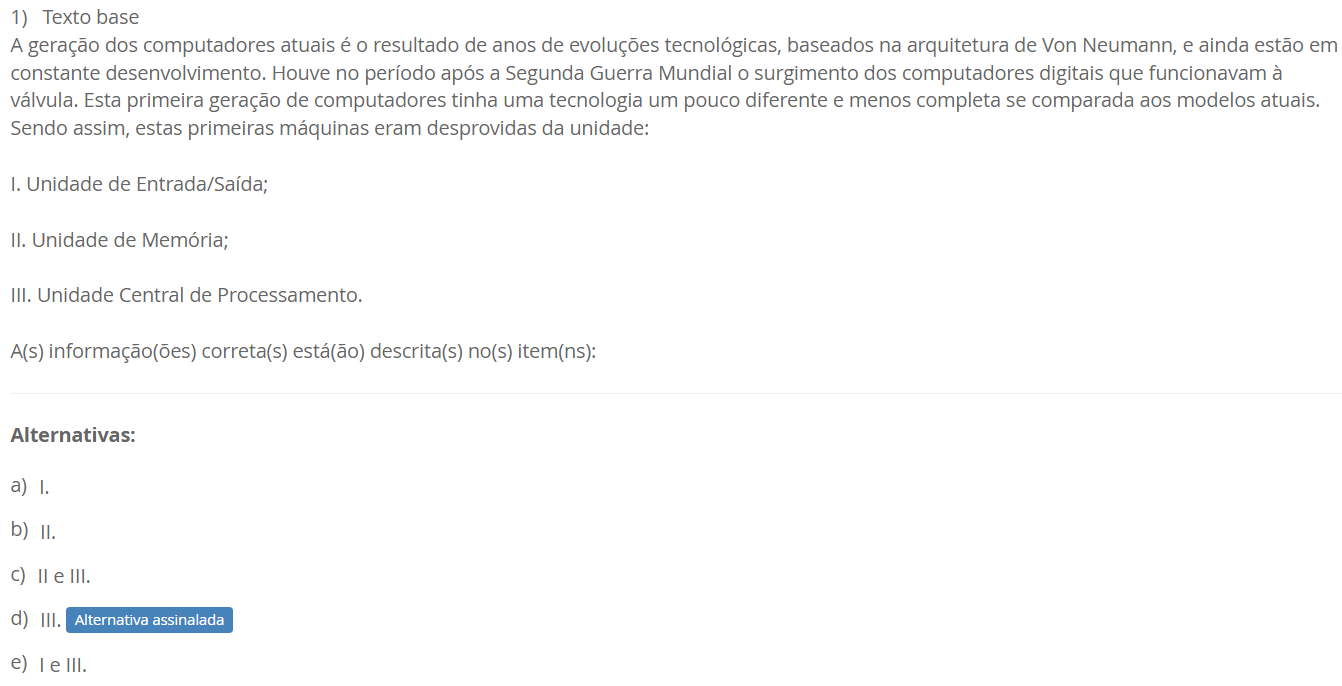 1) Texto base
A geração dos computadores atuais é o resultado de anos de evoluções tecnológicas, baseados na arquitetura de Von Neumann, e ainda estão em
constante desenvolvimento. Houve no período após a Segunda Guerra Mundial o surgimento dos computadores digitais que funcionavam à
válvula. Esta primeira geração de computadores tinha uma tecnologia um pouco diferente e menos completa se comparada aos modelos atuais.
Sendo assim, estas primeiras máquinas eram desprovidas da unidade:
I. Unidade de Entrada/Saída;
II. Unidade de Memória;
III. Unidade Central de Processamento.
A(s) informação(ões) correta(s) está(ão) descrita(s) no(s) item(ns):
Alternativas:
a) I.
b) II.
c) II e III.
d) III. Alternativa assinalada
e) I e III.